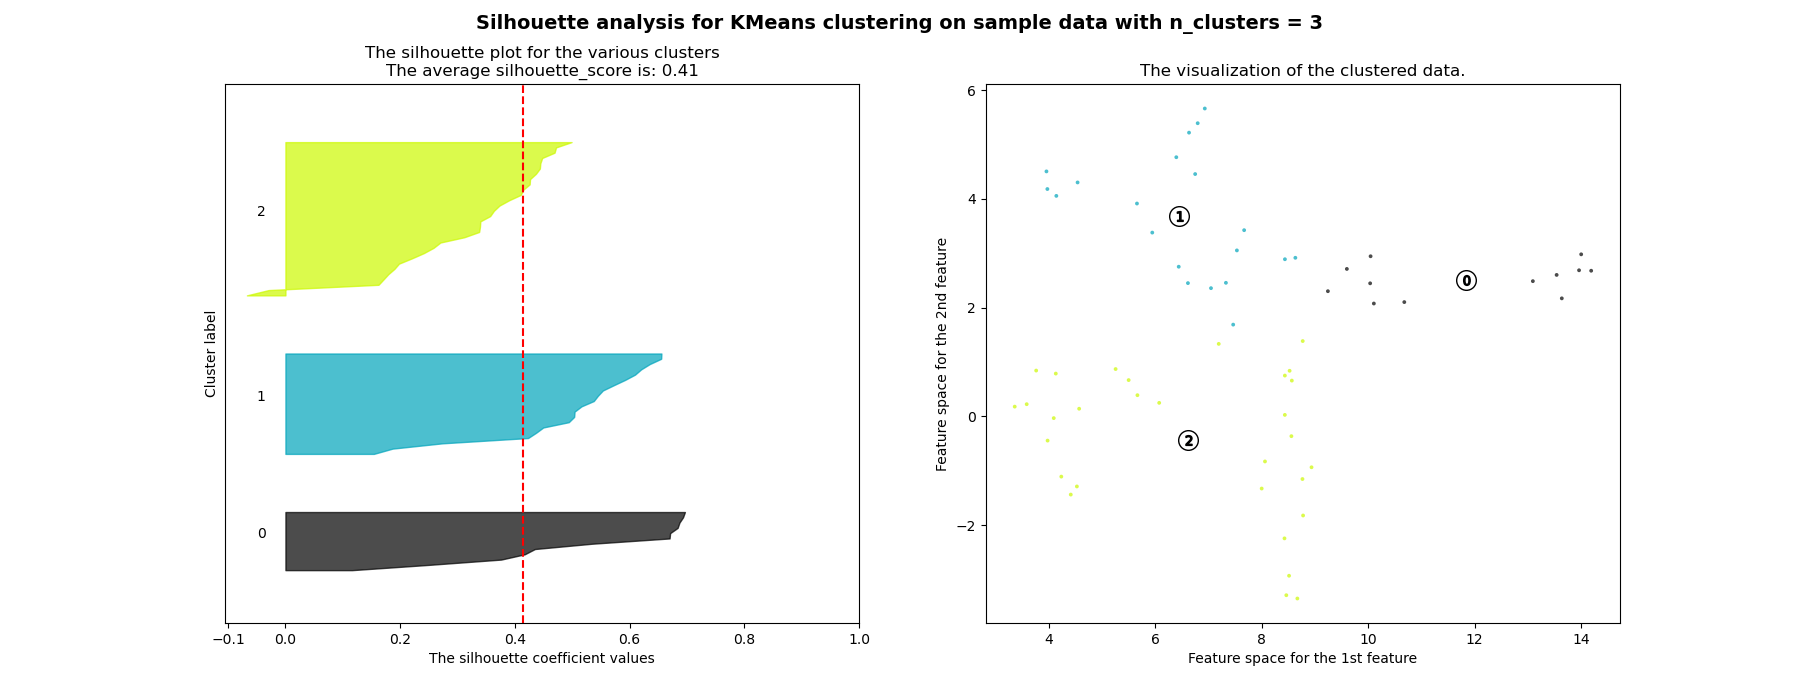 Silhouette analysis for KMeans clustering on sample data with n_clusters = 3
The silhouette plot for the various clusters
The average silhouette_score is: 0.41
Cluster label
2
1
0
−0.1 0.0 0.2 0.4 0.6 0.8 1.0
The silhouette coefficient values
The visualization of the clustered data.
Feature space for the 2nd feature
6
4
2
0
−2
1
0
2
4 6 8 10 12 14
Feature space for the 1st feature